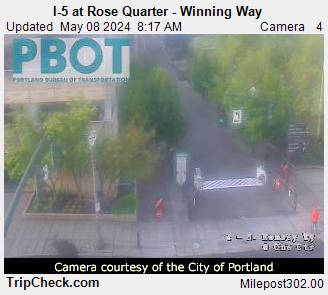 I-5 at Rose Quarter - Winning Way
Updated May 08 2024 8:17 AM Camera 4
PBOT
PORTLAND BUREAU OF TRANSPORTATION
Camera courtesy of the City of Portland
TripCheck.com Milepost302.00